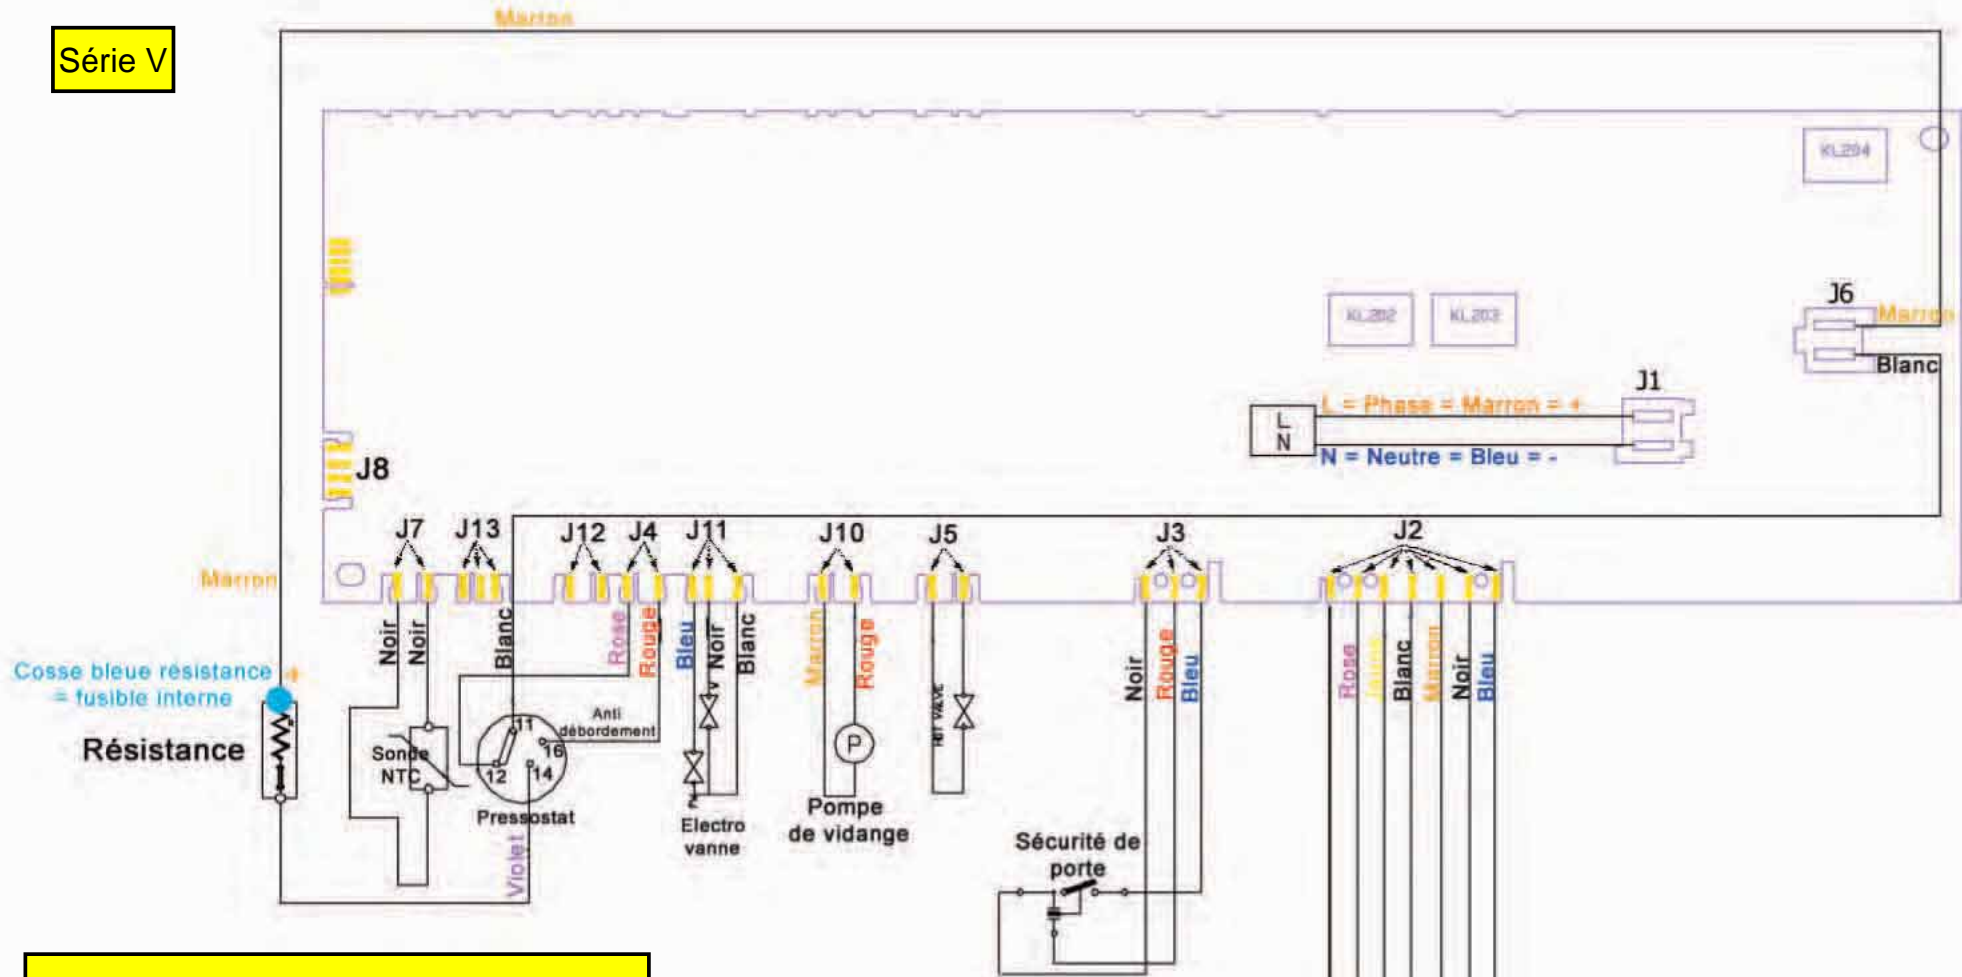 Marron
Série V
KL204
J6
Marron
Blanc
KL202
KL203
J1
L = Phase = Marron = +
L
N
N = Neutre = Bleu = -
J8
J7
J13
J12
J4
J11
J10
J5
J3
J2
Marron
Noir
Noir
Blanc
Rose
Rouge
Bleu
Noir
Blanc
Marron
Rouge
Noir
Rouge
Bleu
Rose
Jaune
Blanc
Marron
Noir
Bleu
Cosse bleue résistance +
= fusible interne
Résistance
Sonde
NTC
11
12
14
16
Anti
débordement
Pressostat
Violet
V
PV
Electro
vanne
P
Pompe
de vidange
HOT VALVE
Sécurité de
porte